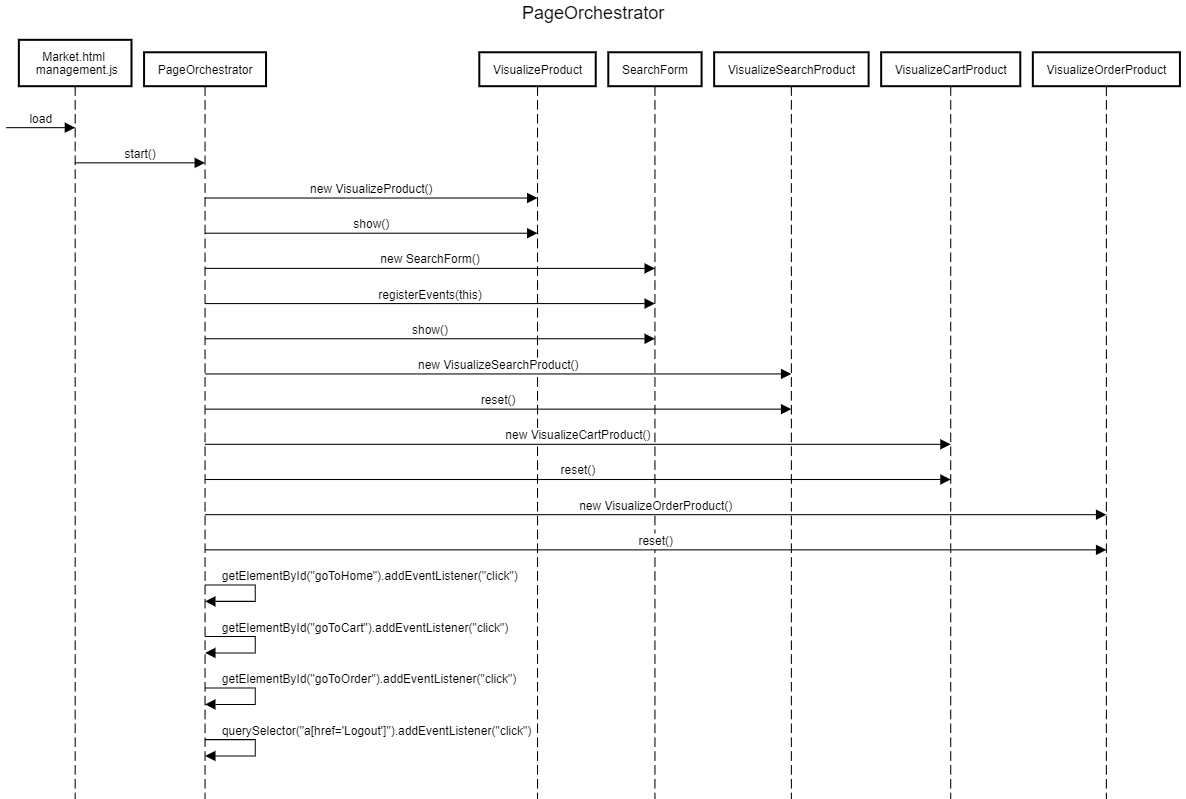 PageOrchestrator
Market.html
management.js
PageOrchestrator
VisualizeProduct
SearchForm
VisualizeSearchProduct
VisualizeCartProduct
VisualizeOrderProduct
load
start()
new VisualizeProduct()
show()
new SearchForm()
registerEvents(this)
show()
new VisualizeSearchProduct()
reset()
new VisualizeCartProduct()
reset()
new VisualizeOrderProduct()
reset()
getElementById("goToHome").addEventListener("click")
getElementById("goToCart").addEventListener("click")
getElementById("goToOrder").addEventListener("click")
querySelector("a[href='Logout']").addEventListener("click")